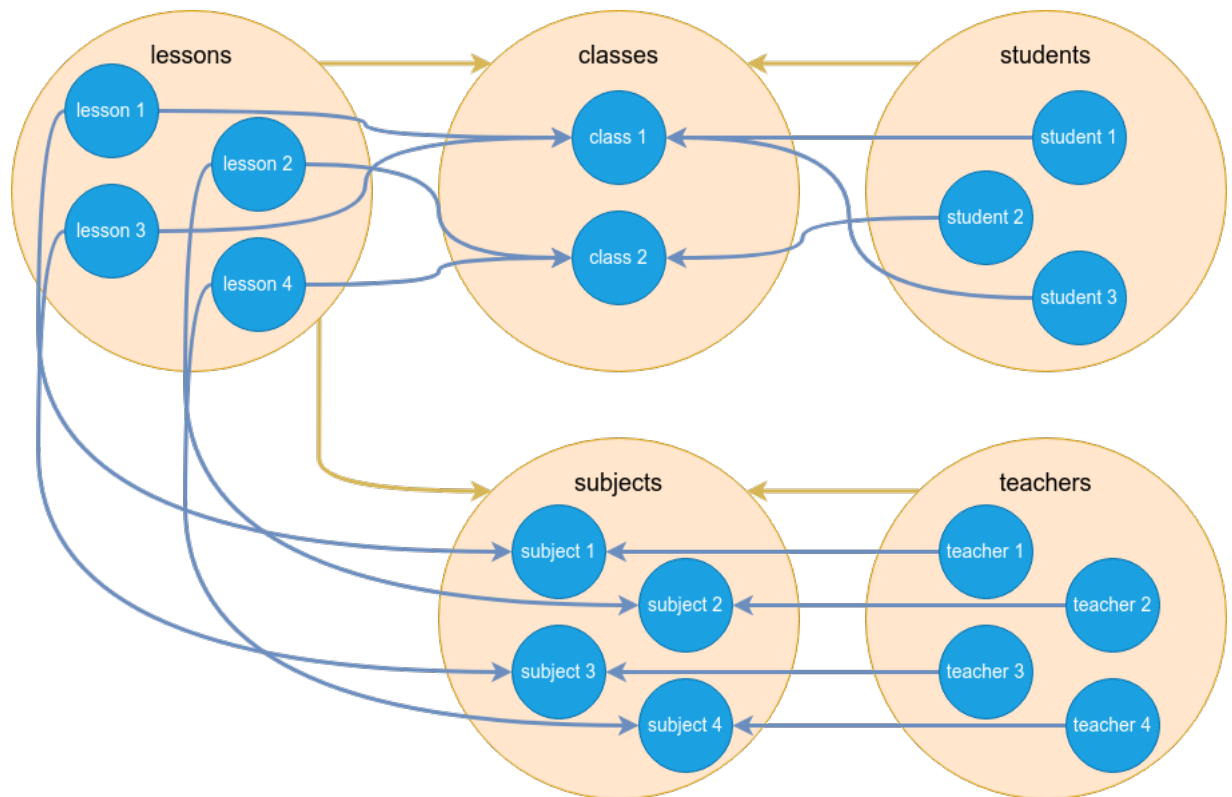 lessons
lesson 1
lesson 2
lesson 3
lesson 4
classes
class 1
class 2
students
student 1
student 2
student 3
subjects
subject 1
subject 2
subject 3
subject 4
teachers
teacher 1
teacher 2
teacher 3
teacher 4